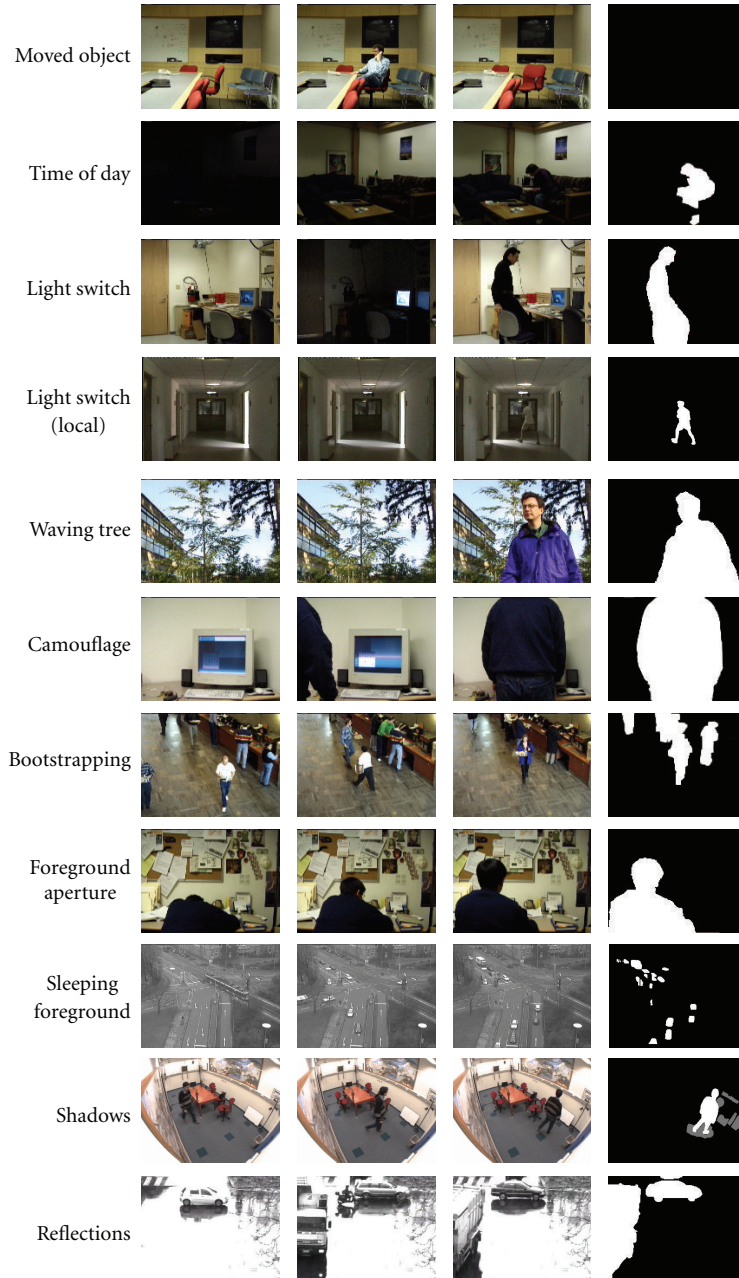 Moved object
Time of day
Light switch
Light switch
(local)
Waving tree
Camouflage
Bootstrapping
Foreground
aperture
Sleeping
foreground
Shadows
Reflections